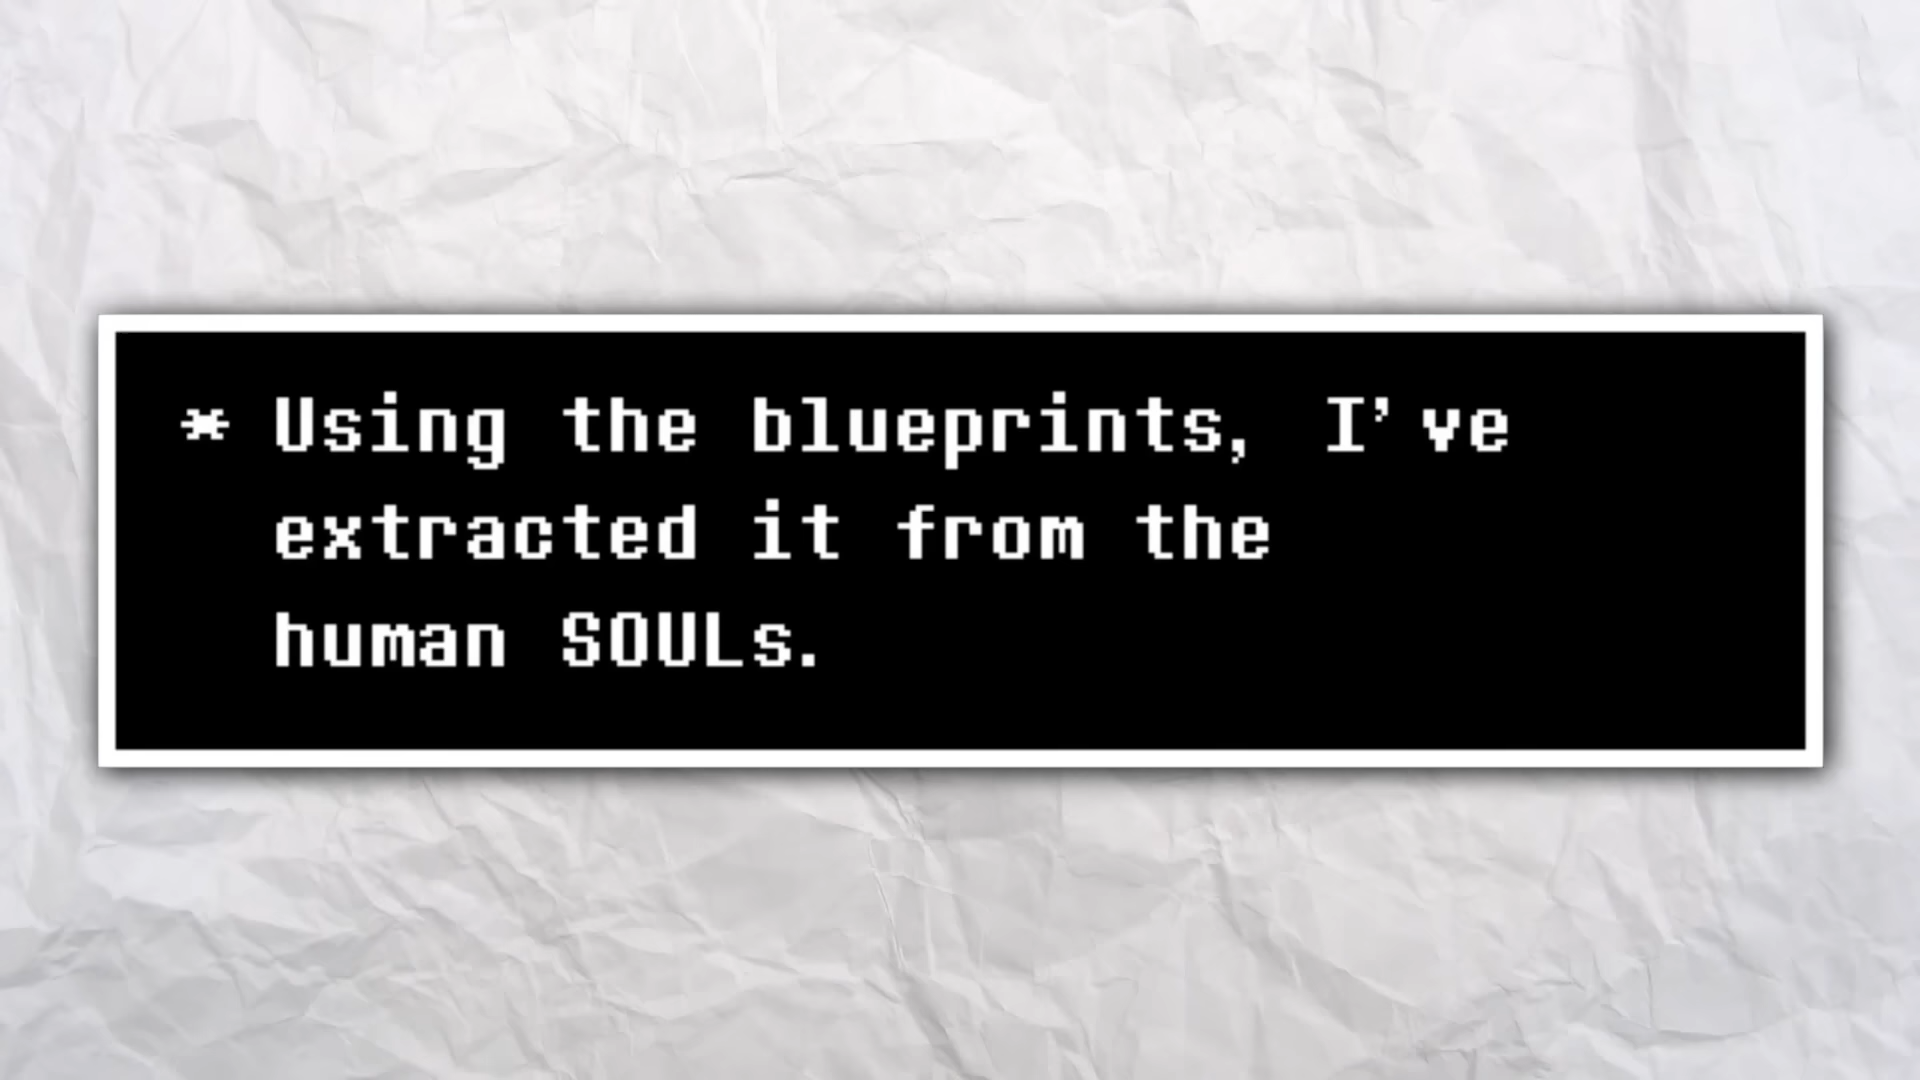 * Using the blueprints, I've
extracted it from the
human SOULs.